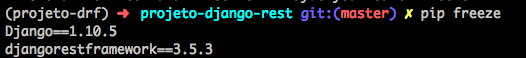 (projeto-drf) ➜ projeto-django-rest git:(master) ✗ pip freeze
Django==1.10.5
djangorestframework==3.5.3